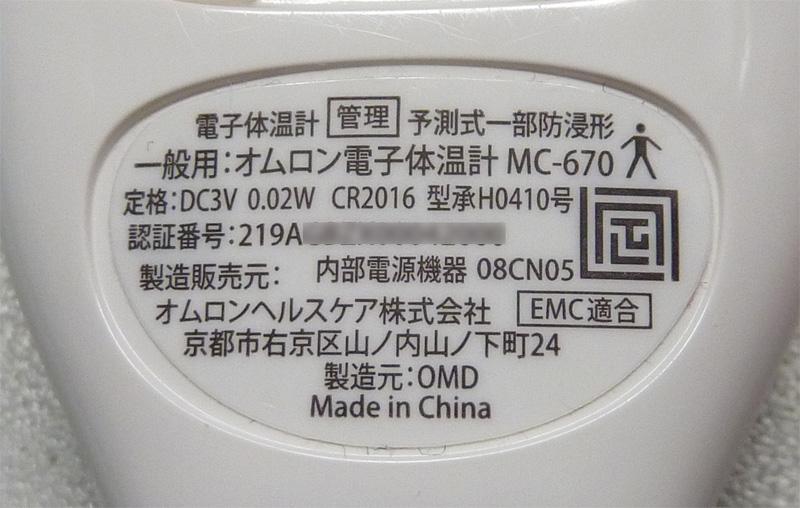 電子体温計 管理 予測式一部防浸形
一般用:オムロン電子体温計 MC-670
定格:DC3V 0.02W CR2016 型承H0410号
認証番号:219A
製造販売元: 内部電源機器 08CN05
オムロンヘルスケア株式会社 EMC適合
京都市右京区山ノ内山ノ下町24
製造元:OMD
Made in China